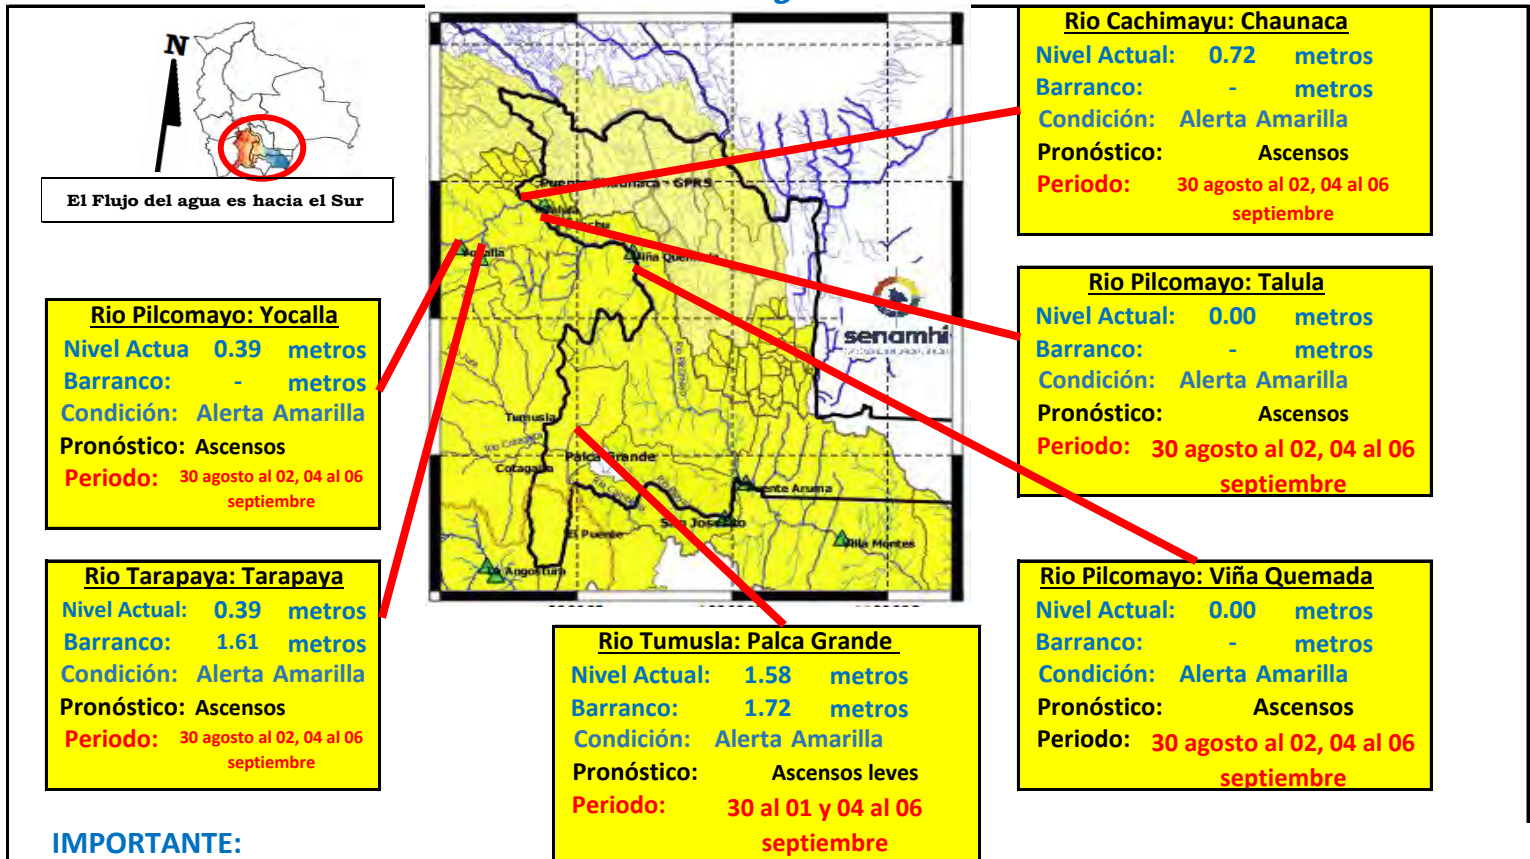 N
El Flujo del agua es hacia el Sur
Rio Cachimayu: Chaunaca
Nivel Actual: 0.72 metros
Barranco: - metros
Condición: Alerta Amarilla
Pronóstico: Ascensos
Periodo: 30 agosto al 02, 04 al 06
septiembre
Rio Pilcomayo: Talula
Nivel Actual: 0.00 metros
Barranco: - metros
Condición: Alerta Amarilla
Pronóstico: Ascensos
Periodo: 30 agosto al 02, 04 al 06
septiembre
Rio Pilcomayo: Yocalla
Nivel Actua 0.39 metros
Barranco: - metros
Condición: Alerta Amarilla
Pronóstico: Ascensos
Periodo: 30 agosto al 02, 04 al 06
septiembre
Rio Tarapaya: Tarapaya
Nivel Actual: 0.39 metros
Barranco: 1.61 metros
Condición: Alerta Amarilla
Pronóstico: Ascensos
Periodo: 30 agosto al 02, 04 al 06
septiembre
Rio Tumusla: Palca Grande
Nivel Actual: 1.58 metros
Barranco: 1.72 metros
Condición: Alerta Amarilla
Pronóstico: Ascensos leves
Periodo: 30 al 01 y 04 al 06
septiembre
Rio Pilcomayo: Viña Quemada
Nivel Actual: 0.00 metros
Barranco: - metros
Condición: Alerta Amarilla
Pronóstico: Ascensos
Periodo: 30 agosto al 02, 04 al 06
septiembre
Puente Chaunaca - GPRS
Talula
Viña Quemada
senamhi
Tumusla
Palca Grande
Cotagaita
San Josecito
El Puente
Villa Montes
Angostura
IMPORTANTE: